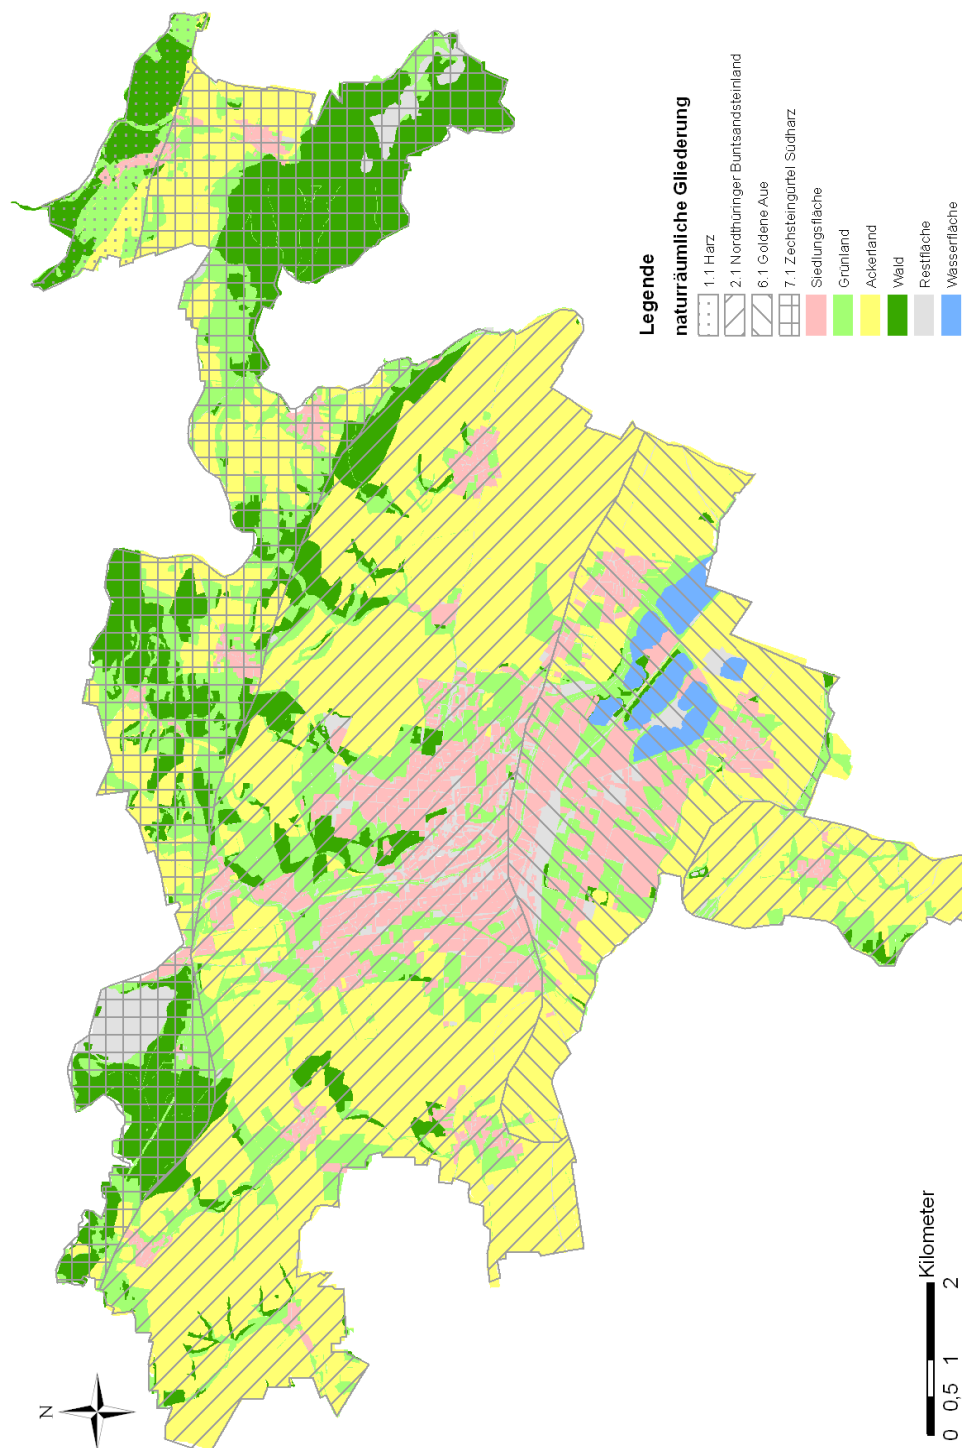 N
Legende
naturräumliche Gliederung
1.1 Harz
2.1 Nordthüringer Buntsandsteinland
6.1 Goldene Aue
7.1 Zechsteingürtel Südharz
Siedlungsfläche
Grünland
Ackerland
Wald
Restfläche
Wasserfläche
0 0,5 1 2
Kilometer